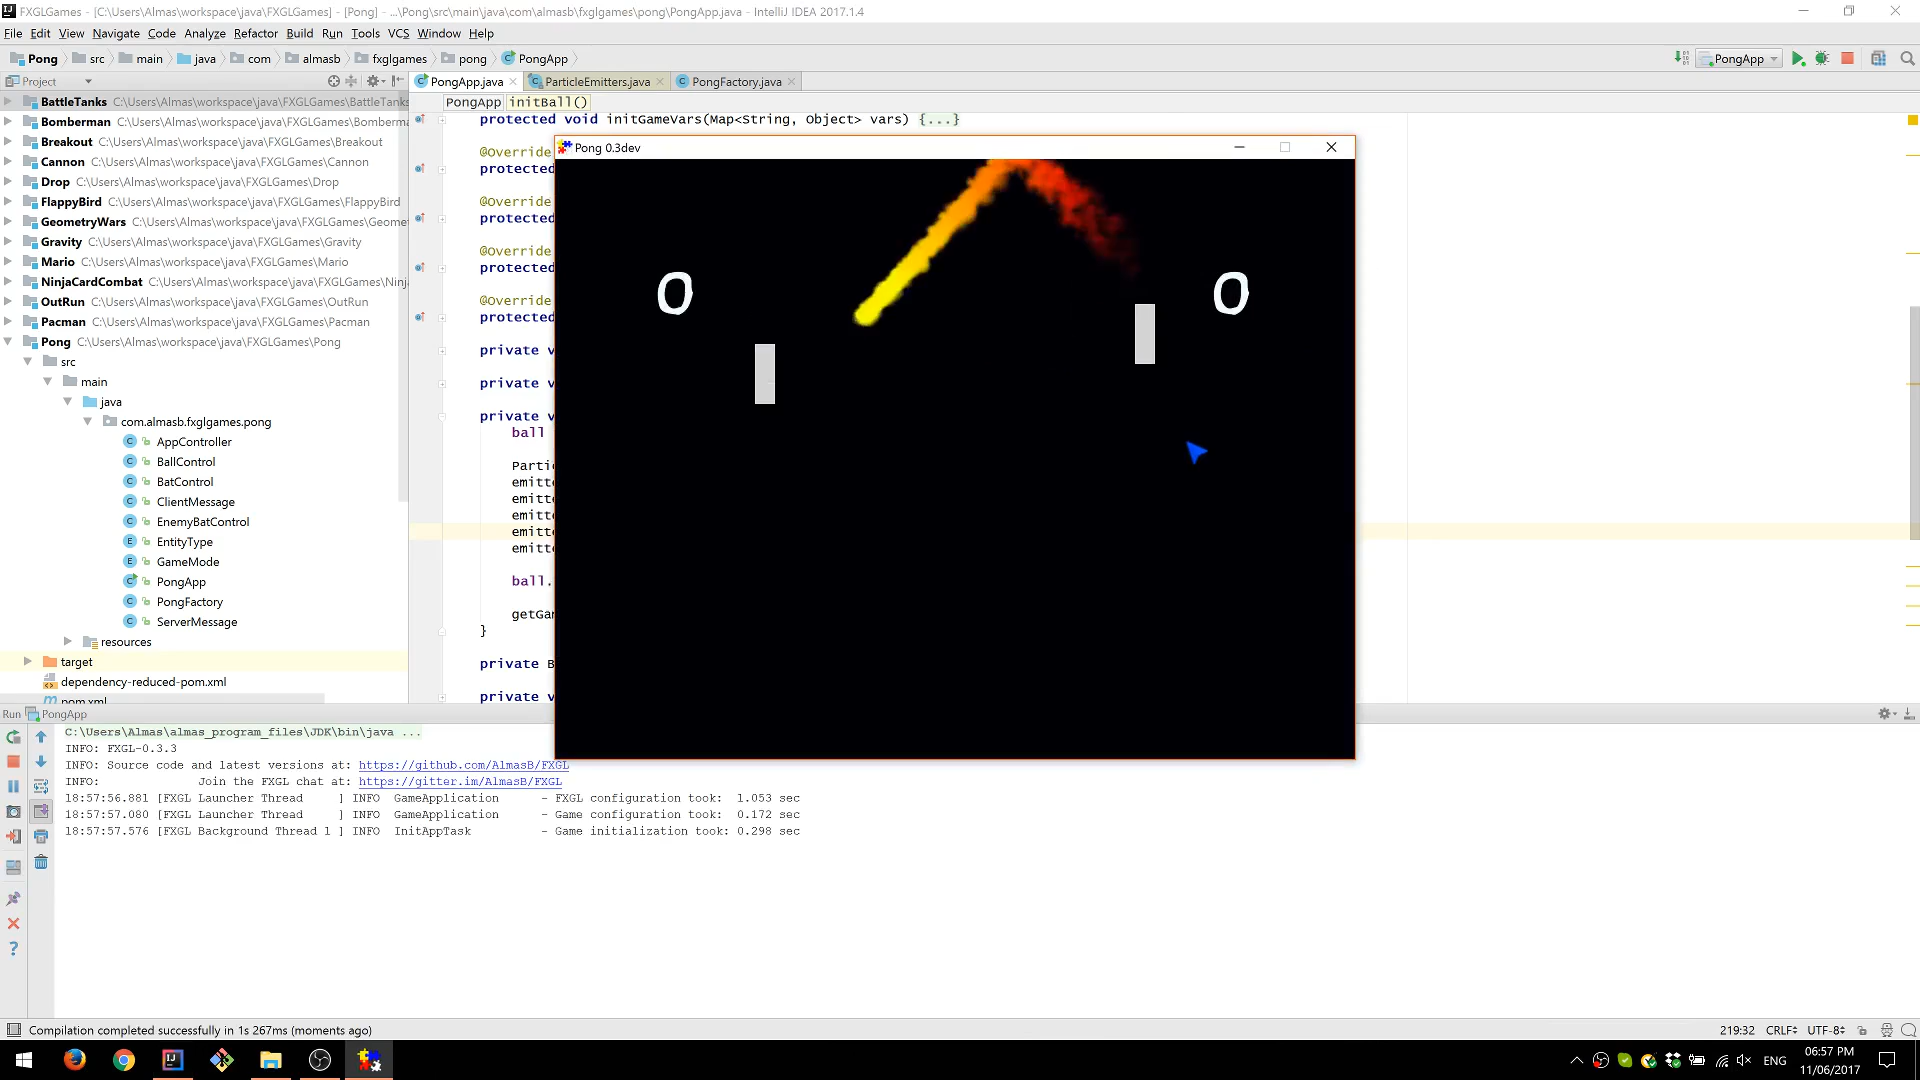 FXGLGames - [C:\Users\Almas\workspace\java\FXGLGames] - [Pong] - ...\Pong\src\main\java\com\almasb\fxglgames\pong\PongApp.java - IntelliJ IDEA 2017.1.4
File Edit View Navigate Code Analyze Refactor Build Run Tools VCS Window Help
Pong src main java com almasb fxglgames pong PongApp PongApp
Project PongApp.java ParticleEmitters.java PongFactory.java
PongApp initBall()
BattleTanks C:\Users\Almas\workspace\java\FXGLGames\BattleTanks
Bomberman C:\Users\Almas\workspace\java\FXGLGames\Bomberma
Breakout C:\Users\Almas\workspace\java\FXGLGames\Breakout
Cannon C:\Users\Almas\workspace\java\FXGLGames\Cannon
Drop C:\Users\Almas\workspace\java\FXGLGames\Drop
FlappyBird C:\Users\Almas\workspace\java\FXGLGames\FlappyBird
GeometryWars C:\Users\Almas\workspace\java\FXGLGames\Geome
Gravity C:\Users\Almas\workspace\java\FXGLGames\Gravity
Mario C:\Users\Almas\workspace\java\FXGLGames\Mario
NinjaCardCombat C:\Users\Almas\workspace\java\FXGLGames\Ninj
OutRun C:\Users\Almas\workspace\java\FXGLGames\OutRun
Pacman C:\Users\Almas\workspace\java\FXGLGames\Pacman
Pong C:\Users\Almas\workspace\java\FXGLGames\Pong
src
main
java
com.almasb.fxglgames.pong
AppController
BallControl
BatControl
ClientMessage
EnemyBatControl
EntityType
GameMode
PongApp
PongFactory
ServerMessage
resources
target
dependency-reduced-pom.xml
pom.xml
protected void initGameVars(Map<String, Object> vars) {...}
@Override
protected
@Override
protected
@Override
protected
@Override
protected
private v
private v
private v
ball
Partic
emitte
emitte
emitte
emitte
emitte
ball.
getGam
}
private B
private v
Pong 0.3dev
0 0
Run PongApp
C:\Users\Almas\almas_program_files\JDK\bin\java ...
INFO: FXGL-0.3.3
INFO: Source code and latest versions at: https://github.com/AlmasB/FXGL
INFO: Join the FXGL chat at: https://gitter.im/AlmasB/FXGL
18:57:56.881 [FXGL Launcher Thread ] INFO GameApplication - FXGL configuration took: 1.053 sec
18:57:57.080 [FXGL Launcher Thread ] INFO GameApplication - Game configuration took: 0.172 sec
18:57:57.576 [FXGL Background Thread 1 ] INFO InitAppTask - Game initialization took: 0.298 sec
Compilation completed successfully in 1s 267ms (moments ago) 219:32 CRLF UTF-8
ENG 06:57 PM
11/06/2017